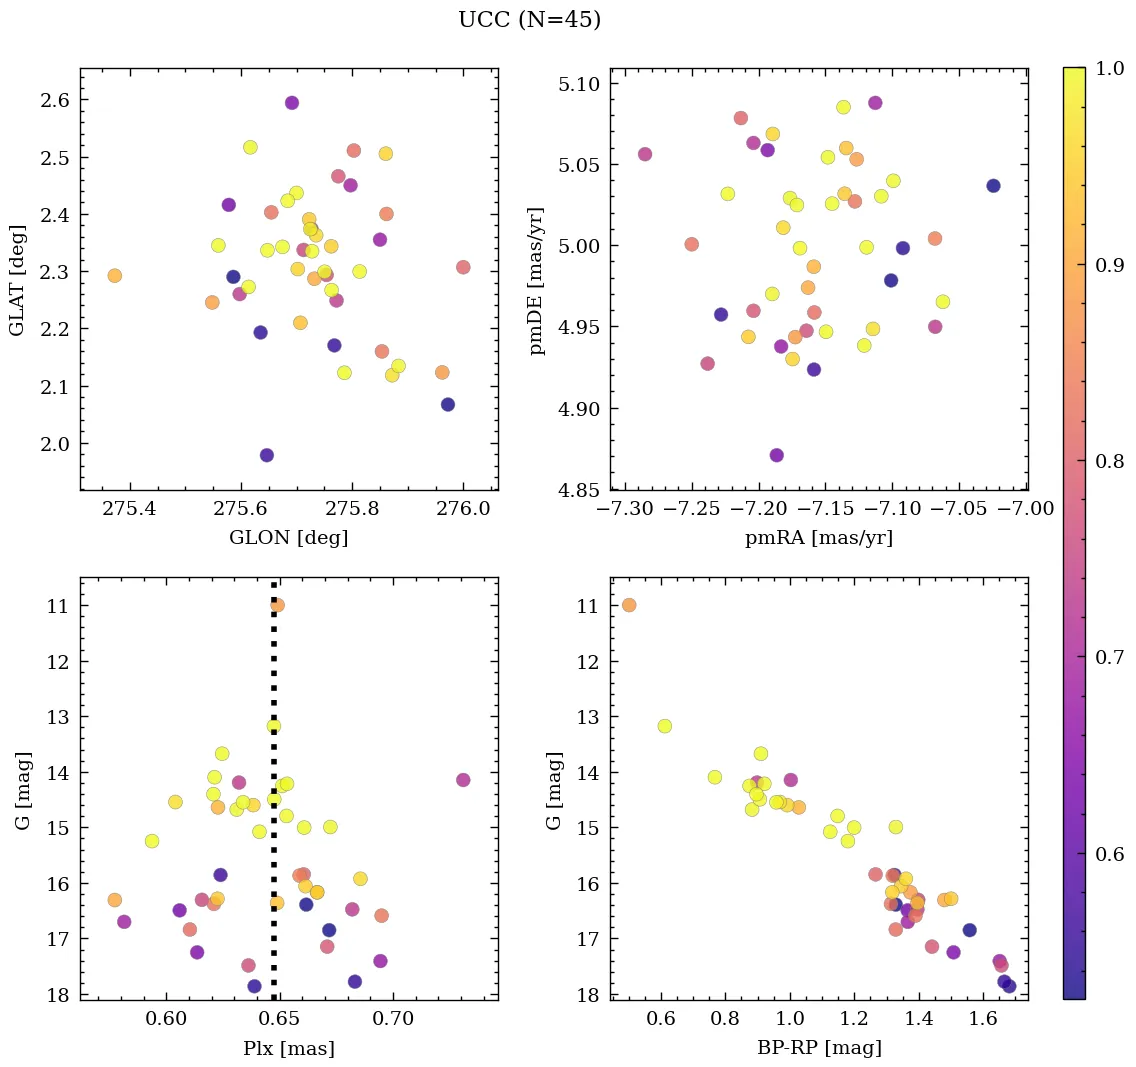 UCC (N=45)
2.6
2.5
2.4
2.3
2.2
2.1
2.0
GLAT [deg]
275.4 275.6 275.8 276.0
GLON [deg]
5.10
5.05
5.00
4.95
4.90
4.85
pmDE [mas/yr]
−7.30 −7.25 −7.20 −7.15 −7.10 −7.05 −7.00
pmRA [mas/yr]
1.0
0.9
0.8
0.7
0.6
11
12
13
14
15
16
17
18
G [mag]
0.60 0.65 0.70
Plx [mas]
11
12
13
14
15
16
17
18
G [mag]
0.6 0.8 1.0 1.2 1.4 1.6
BP-RP [mag]